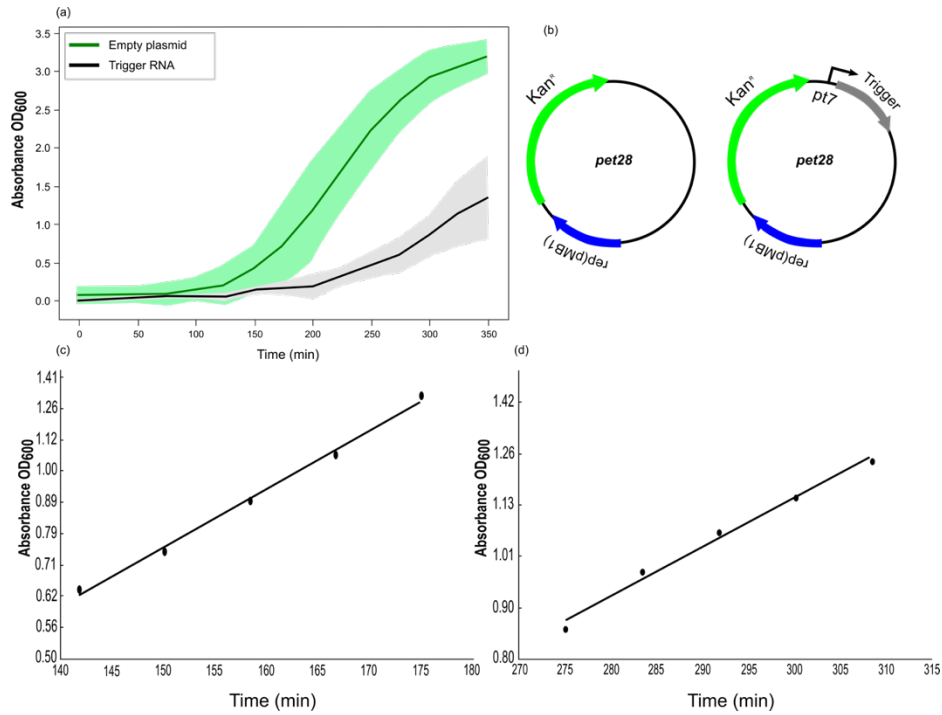 (a)
Empty plasmid
Trigger RNA
3.5
3.0
2.5
2.0
1.5
1.0
0.5
0.0
Absorbance OD600
0 50 100 150 200 250 300 350
Time (min)
(b)
Kanᴿ
pet28
rep(pMB1)
Kanᴿ
pt7
Trigger
pet28
rep(pMB1)
(c)
1.41
1.26
1.12
1.00
0.89
0.79
0.71
0.62
0.56
0.50
Absorbance OD600
140 145 150 155 160 165 170 175 180
Time (min)
(d)
1.42
1.26
1.13
1.01
0.90
0.80
Absorbance OD600
270 275 280 285 290 295 300 305 310 315
Time (min)